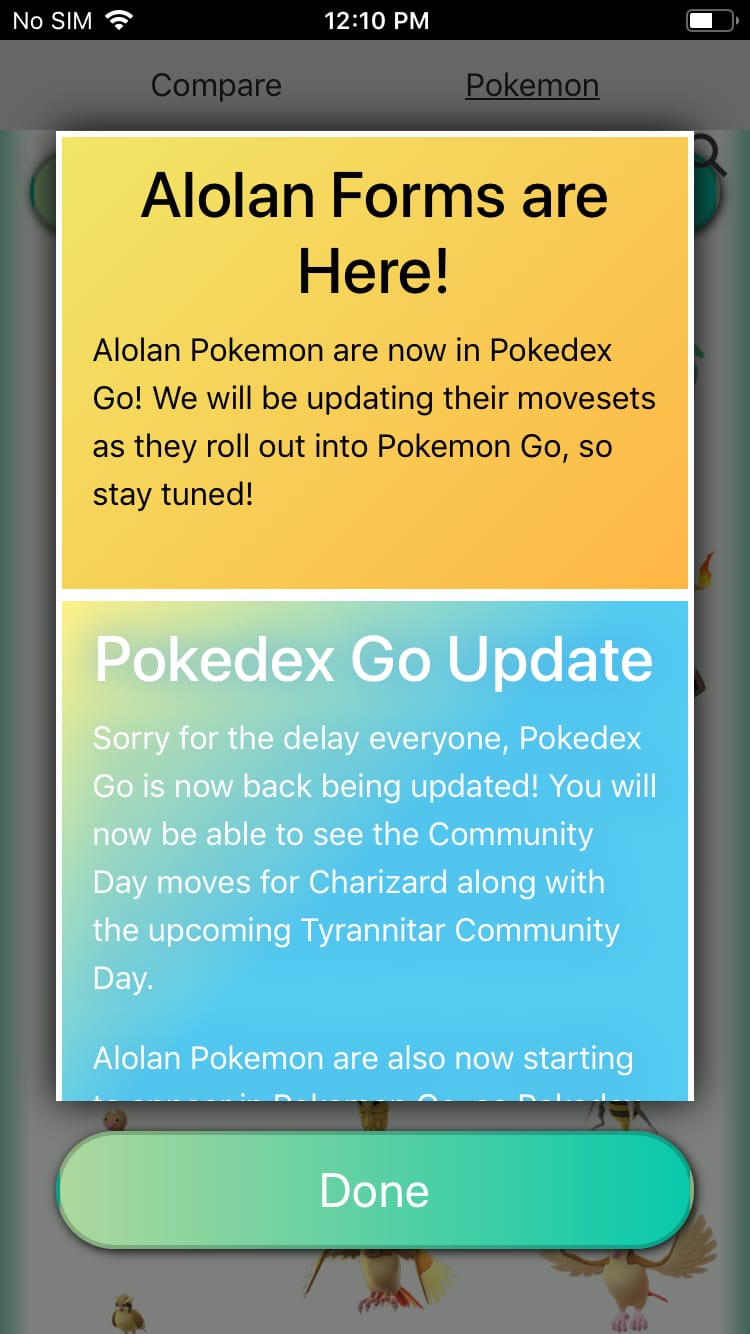 No SIM 12:10 PM
Compare Pokemon
Alolan Forms are
Here!
Alolan Pokemon are now in Pokedex
Go! We will be updating their movesets
as they roll out into Pokemon Go, so
stay tuned!
Pokedex Go Update
Sorry for the delay everyone, Pokedex
Go is now back being updated! You will
now be able to see the Community
Day moves for Charizard along with
the upcoming Tyrannitar Community
Day.
Alolan Pokemon are also now starting
Done